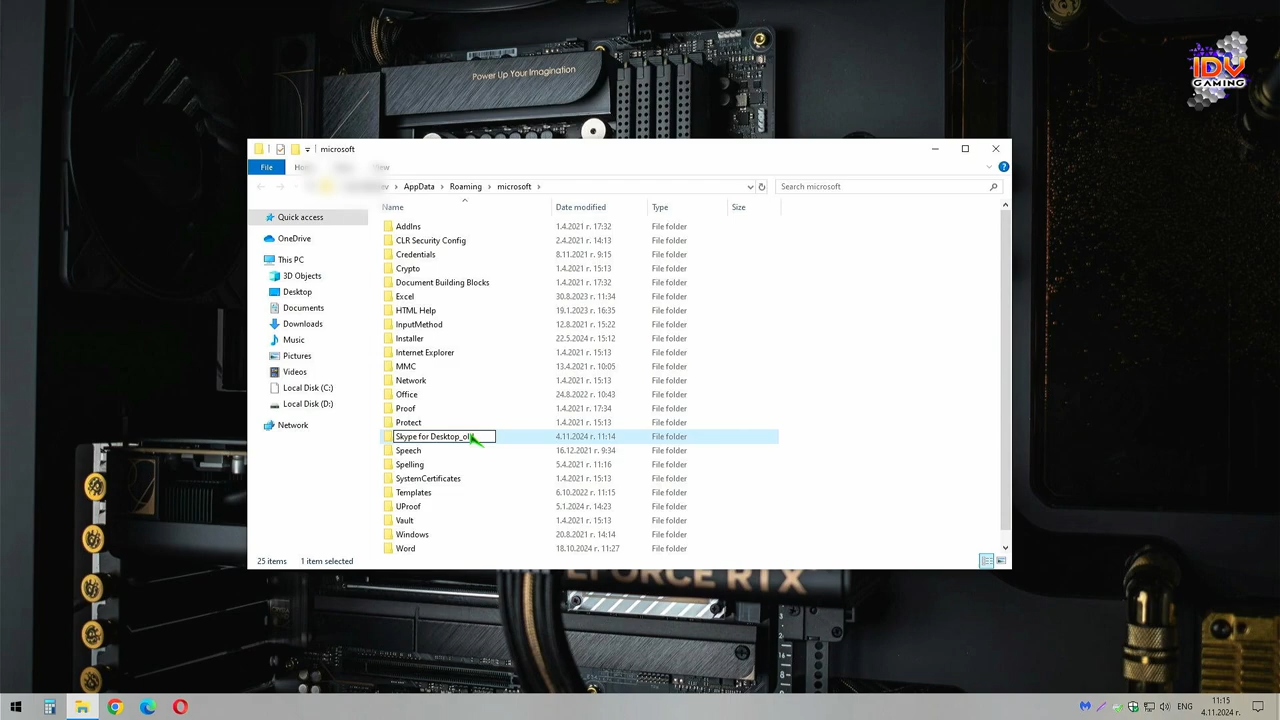 Power Up Your Imagination
IDV
GAMING
microsoft
File
AppData
Roaming
microsoft
Search microsoft
Name
Date modified
Type
Size
Quick access
OneDrive
This PC
3D Objects
Desktop
Documents
Downloads
Music
Pictures
Videos
Local Disk (C:)
Local Disk (D:)
Network
AddIns 1.4.2021 г. 17:32 File folder
CLR Security Config 2.4.2021 г. 14:13 File folder
Credentials 8.11.2021 г. 9:15 File folder
Crypto 1.4.2021 г. 15:13 File folder
Document Building Blocks 1.4.2021 г. 17:32 File folder
Excel 30.8.2023 г. 11:34 File folder
HTML Help 19.1.2023 г. 16:35 File folder
InputMethod 12.8.2021 г. 15:22 File folder
Installer 22.5.2024 г. 15:12 File folder
Internet Explorer 1.4.2021 г. 15:13 File folder
MMC 13.4.2021 г. 10:05 File folder
Network 1.4.2021 г. 15:13 File folder
Office 24.8.2022 г. 10:43 File folder
Proof 1.4.2021 г. 17:34 File folder
Protect 1.4.2021 г. 15:13 File folder
Skype for Desktop_ol 4.11.2024 г. 11:14 File folder
Speech 16.12.2021 г. 9:34 File folder
Spelling 5.4.2021 г. 11:16 File folder
SystemCertificates 1.4.2021 г. 15:13 File folder
Templates 6.10.2022 г. 11:15 File folder
UProof 5.1.2024 г. 14:23 File folder
Vault 1.4.2021 г. 15:13 File folder
Windows 20.8.2021 г. 14:14 File folder
Word 18.10.2024 г. 11:27 File folder
25 items 1 item selected
EFORCE RTX
ENG
11:15
4.11.2024 г.